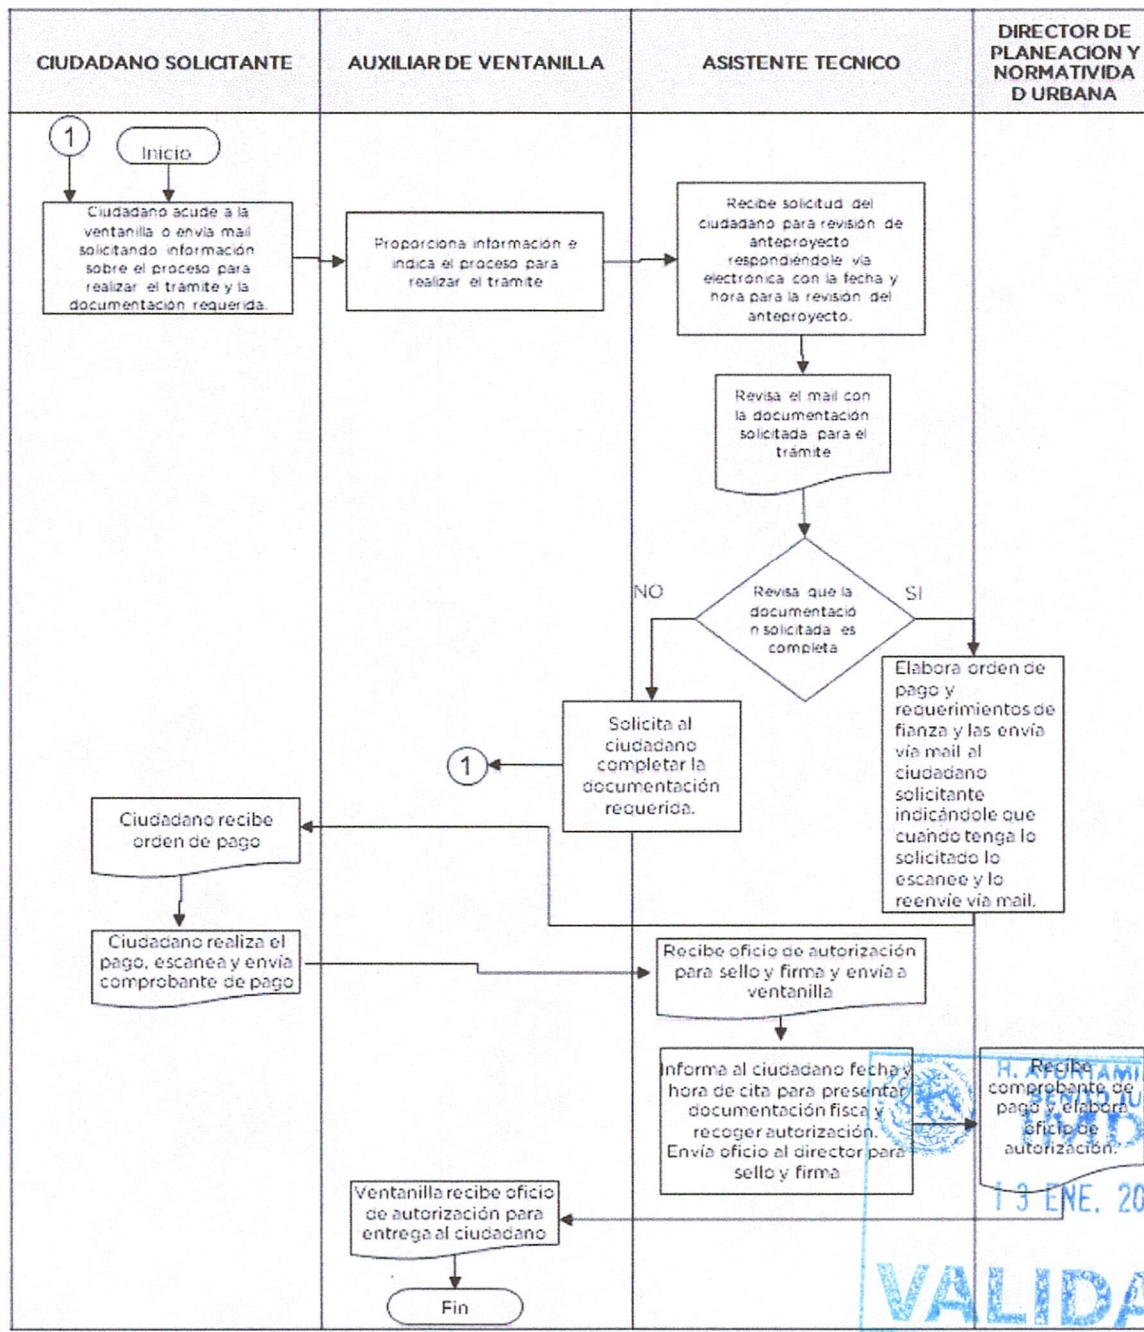 CIUDADANO SOLICITANTE
AUXILIAR DE VENTANILLA
ASISTENTE TECNICO
DIRECTOR DE
PLANEACION Y
NORMATIVIDA
D URBANA
1
Inicio
Ciudadano acude a la
ventanilla o envía mail
solicitando información
sobre el proceso para
realizar el trámite y la
documentación requerida.
Proporciona información e
indica el proceso para
realizar el tramite
Recibe solicitud del
ciudadano para revisión de
anteproyecto
respondiéndole vía
electrónica con la fecha y
hora para la revisión del
anteproyecto.
Revisa el mail con
la documentación
solicitada para el
trámite
NO
Revisa que la
documentació
n solicitada es
completa
SI
Elabora orden de
pago y
requerimientos de
fianza y las envía
vía mail al
ciudadano
solicitante
indicándole que
cuando tenga lo
solicitado lo
escanee y lo
reenvíe vía mail.
Solicita al
ciudadano
completar la
documentación
requerida.
1
Ciudadano recibe
orden de pago
Ciudadano realiza el
pago, escanea y envía
comprobante de pago
Recibe oficio de autorización
para sello y firma y envía a
ventanilla
Informa al ciudadano fecha y
hora de cita para presentar
documentación fisca y
recoger autorización.
Envía oficio al director para
sello y firma
Recibe
comprobante de
pago y elabora
oficio de
autorización.
H. AYUNTAMI
BENITO JU
13 ENE. 20
VALIDA
Ventanilla recibe oficio
de autorización para
entrega al ciudadano
Fin